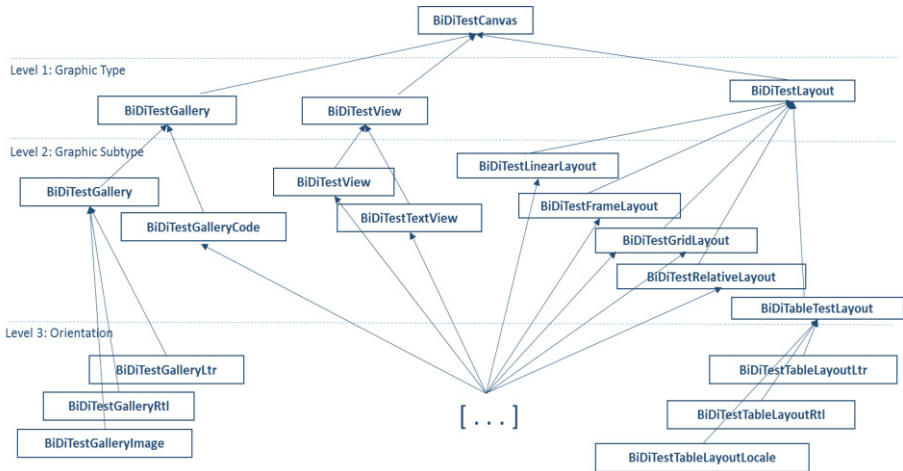 BiDiTestCanvas
Level 1: Graphic Type
BiDiTestGallery
BiDiTestView
BiDiTestLayout
Level 2: Graphic Subtype
BiDiTestGallery
BiDiTestGalleryCode
BiDiTestView
BiDiTestTextView
BiDiTestLinearLayout
BiDiTestFrameLayout
BiDiTestGridLayout
BiDiTestRelativeLayout
BiDiTableTestLayout
Level 3: Orientation
BiDiTestGalleryLtr
BiDiTestGalleryRtl
BiDiTestGalleryImage
[...]
BiDiTestTableLayoutLtr
BiDiTestTableLayoutRtl
BiDiTestTableLayoutLocale